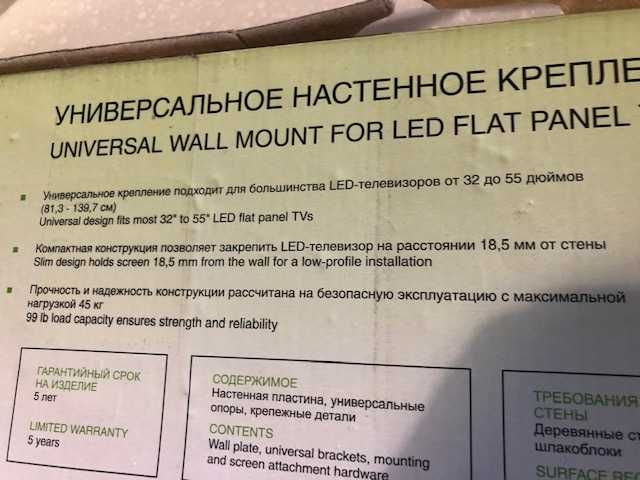 УНИВЕРСАЛЬНОЕ НАСТЕННОЕ КРЕПЛЕ
UNIVERSAL WALL MOUNT FOR LED FLAT PANEL
Универсальное крепление подходит для большинства LED-телевизоров от 32 до 55 дюймов
(81,3 - 139,7 см)
Universal design fits most 32" to 55" LED flat panel TVs
Компактная конструкция позволяет закрепить LED-телевизор на расстоянии 18,5 мм от стены
Slim design holds screen 18,5 mm from the wall for a low-profile installation
Прочность и надежность конструкции рассчитана на безопасную эксплуатацию с максимальной
нагрузкой 45 кг
99 lb load capacity ensures strength and reliability
ГАРАНТИЙНЫЙ СРОК
НА ИЗДЕЛИЕ
5 лет
LIMITED WARRANTY
5 years
СОДЕРЖИМОЕ
Настенная пластина, универсальные
опоры, крепежные детали
CONTENTS
Wall plate, universal brackets, mounting
and screen attachment hardware
ТРЕБОВАНИЯ
СТЕНЫ
Деревянные ст
шлакоблоки
SURFACE REC